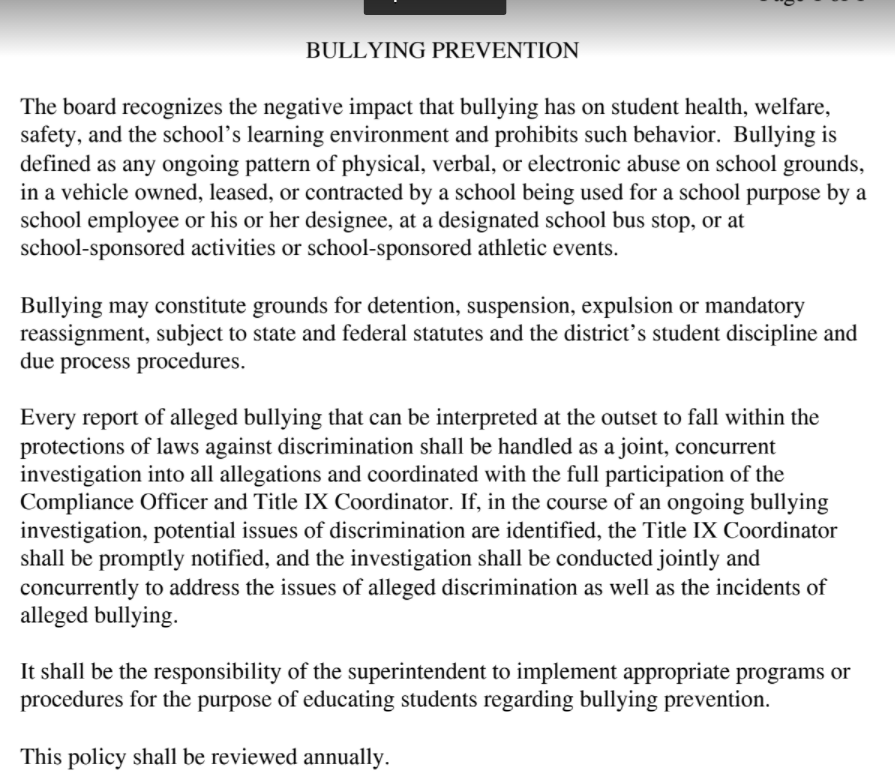 BULLYING PREVENTION
The board recognizes the negative impact that bullying has on student health, welfare,
safety, and the school's learning environment and prohibits such behavior.  Bullying is
defined as any ongoing pattern of physical, verbal, or electronic abuse on school grounds,
in a vehicle owned, leased, or contracted by a school being used for a school purpose by a
school employee or his or her designee, at a designated school bus stop, or at
school-sponsored activities or school-sponsored athletic events.
Bullying may constitute grounds for detention, suspension, expulsion or mandatory
reassignment, subject to state and federal statutes and the district's student discipline and
due process procedures.
Every report of alleged bullying that can be interpreted at the outset to fall within the
protections of laws against discrimination shall be handled as a joint, concurrent
investigation into all allegations and coordinated with the full participation of the
Compliance Officer and Title IX Coordinator. If, in the course of an ongoing bullying
investigation, potential issues of discrimination are identified, the Title IX Coordinator
shall be promptly notified, and the investigation shall be conducted jointly and
concurrently to address the issues of alleged discrimination as well as the incidents of
alleged bullying.
It shall be the responsibility of the superintendent to implement appropriate programs or
procedures for the purpose of educating students regarding bullying prevention.
This policy shall be reviewed annually.